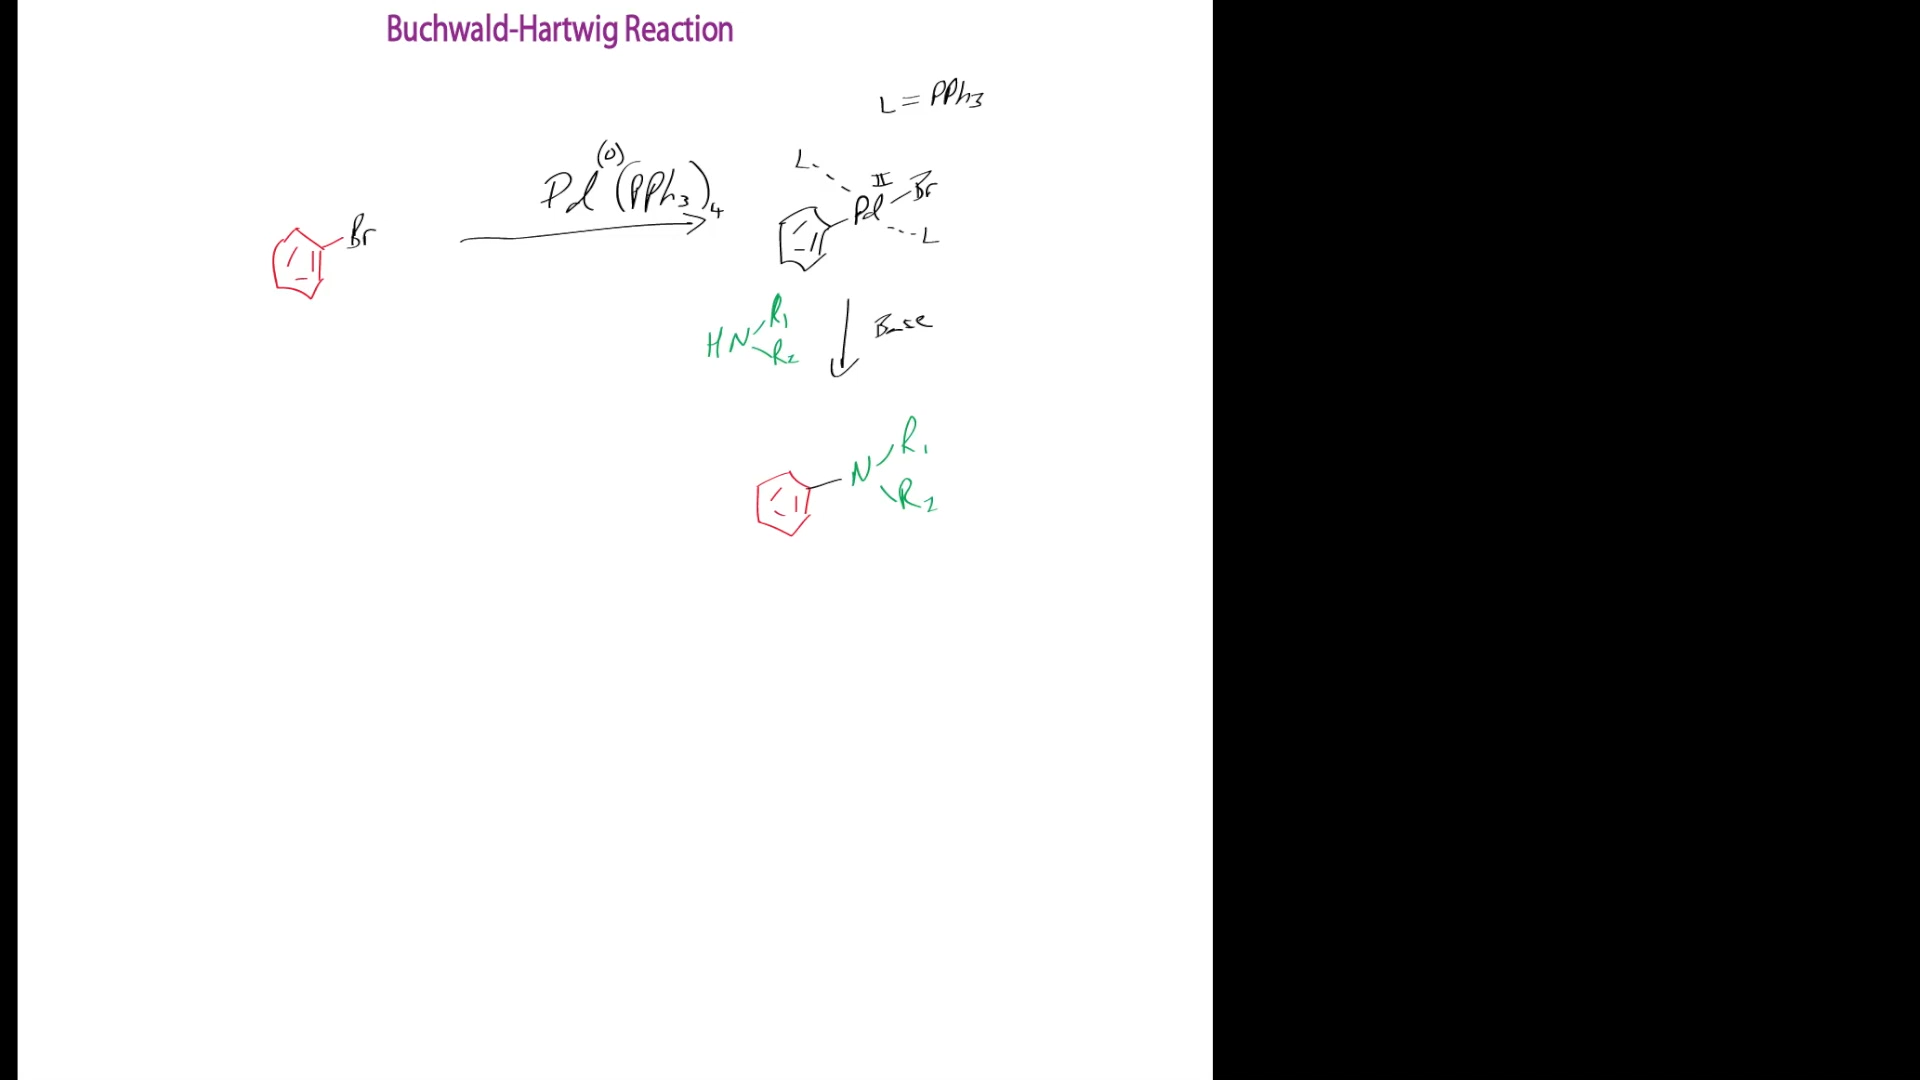 Buchwald-Hartwig Reaction
L = PPh3
(0)
Pd (PPh3)4
L
II
Pd Br
L
Br
HN R1
R2
Base
N R1
R2